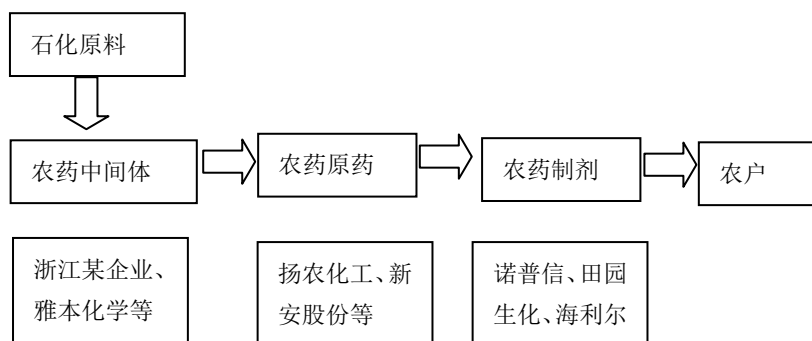 石化原料
农药中间体
农药原药
农药制剂
农户
浙江某企业、
雅本化学等
扬农化工、新
安股份等
诺普信、田园
生化、海利尔